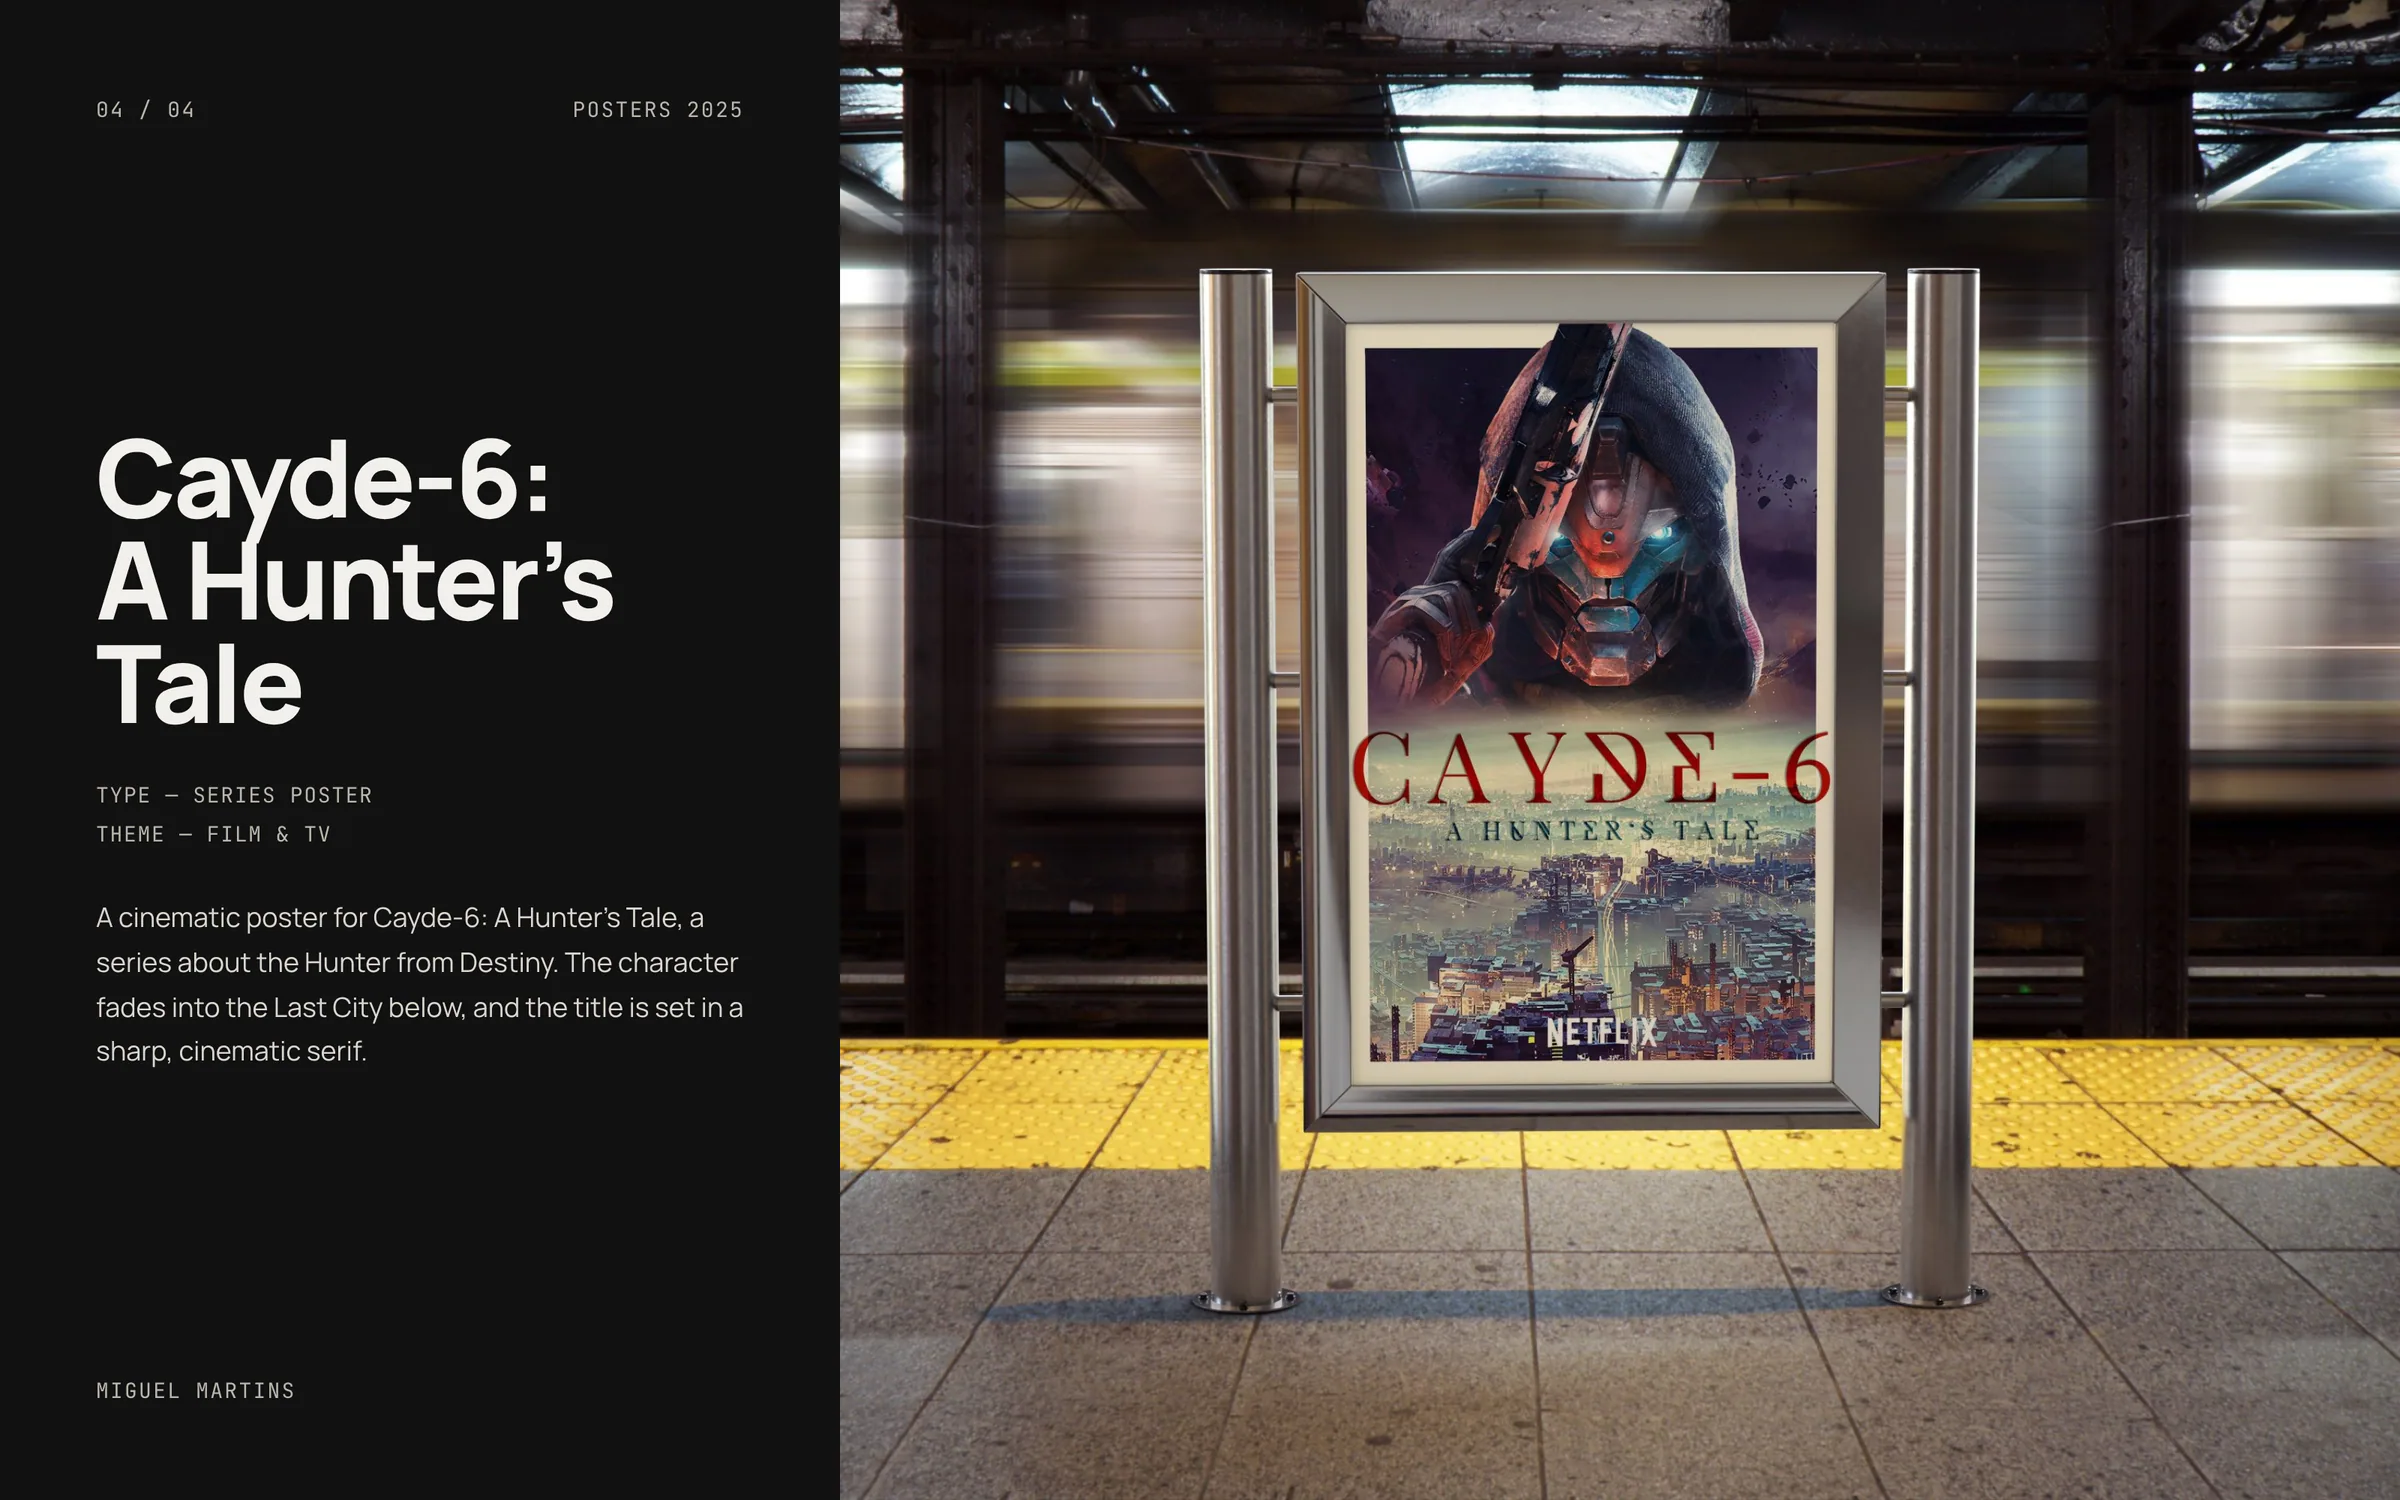 04 / 04
POSTERS 2025
Cayde-6:
A Hunter’s
Tale
TYPE — SERIES POSTER
THEME — FILM & TV
A cinematic poster for Cayde-6: A Hunter’s Tale, a
series about the Hunter from Destiny. The character
fades into the Last City below, and the title is set in a
sharp, cinematic serif.
MIGUEL MARTINS
CAYDE-6
A HUNTER'S TALE
NETFLIX